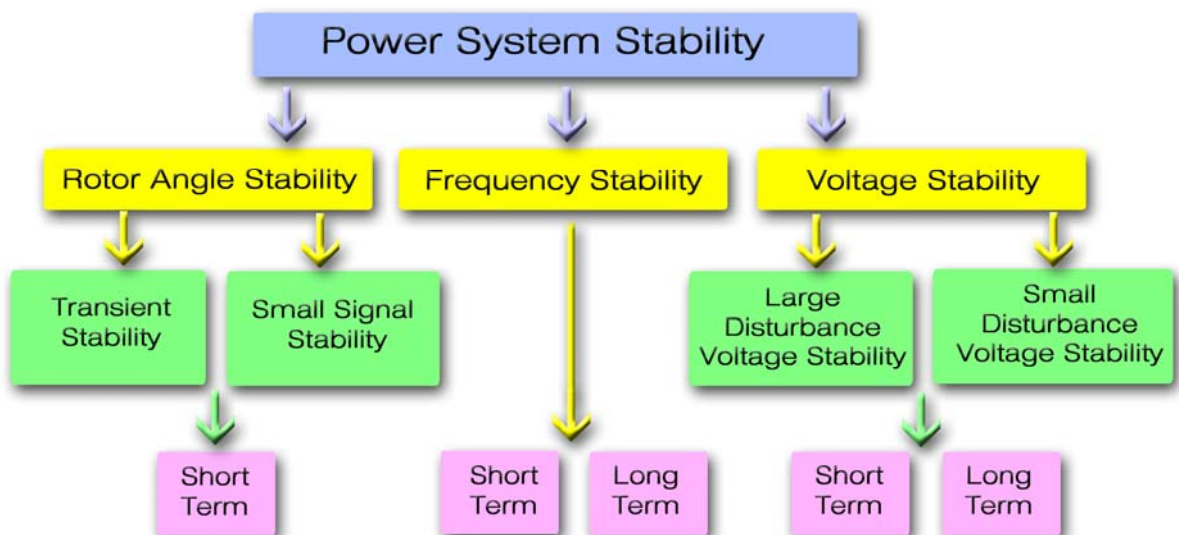 Power System Stability
Rotor Angle Stability
Frequency Stability
Voltage Stability
Transient
Stability
Small Signal
Stability
Large
Disturbance
Voltage Stability
Small
Disturbance
Voltage Stability
Short
Term
Short
Term
Long
Term
Short
Term
Long
Term